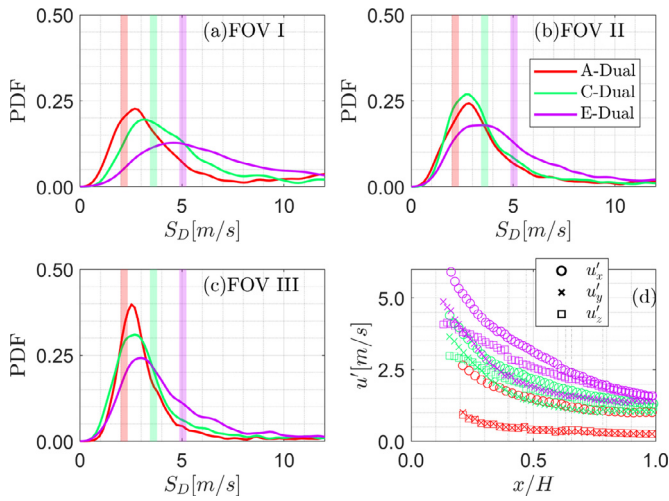 0.50
(a)FOV I
PDF
0.25
0.00
0 5 10
S_D[m/s]
0.50
(b)FOV II
A-Dual
C-Dual
E-Dual
PDF
0.25
0.00
0 5 10
S_D[m/s]
(c)FOV III
0.40
PDF
0.20
0.00
0 5 10
S_D[m/s]
u'_x
u'_y
u'_z
(d)
5.0
u'[m/s]
2.5
0.0
0.0 0.5 1.0
x/H